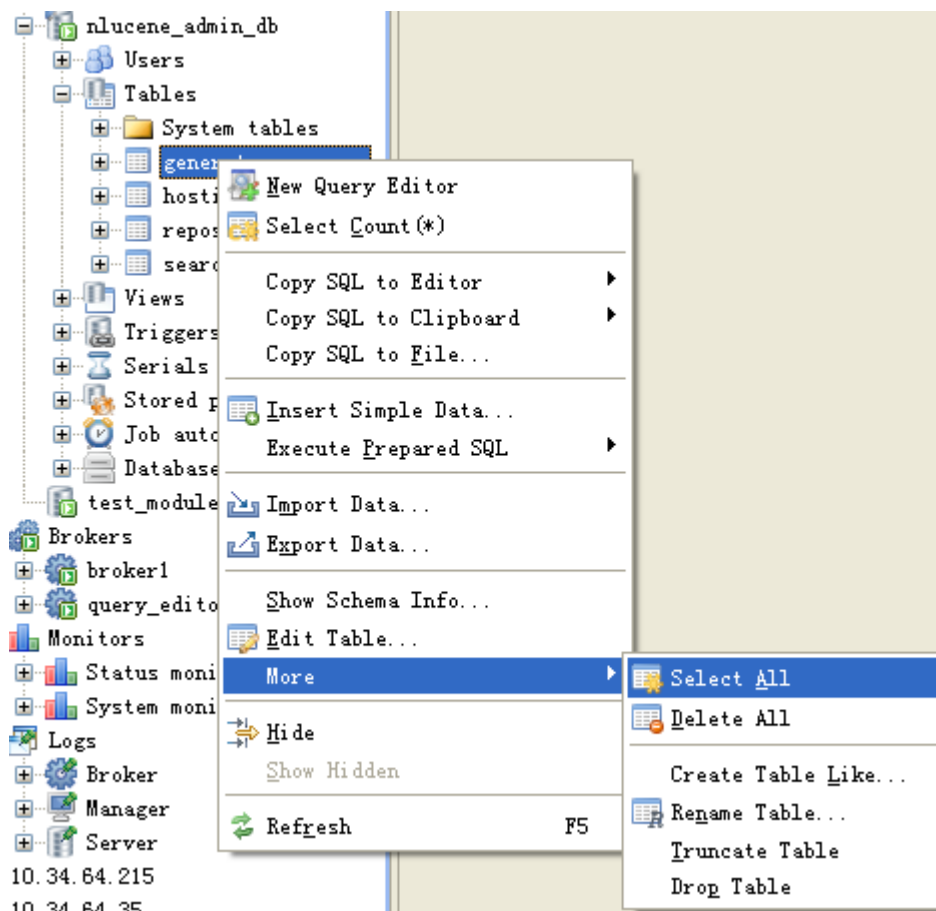 nlucene_admin_db
Users
Tables
System tables
New Query Editor
Select Count(*)
Copy SQL to Editor
Copy SQL to Clipboard
Copy SQL to File...
Insert Simple Data...
Execute Prepared SQL
Import Data...
Export Data...
Show Schema Info...
Edit Table...
More
Hide
Show Hidden
Refresh F5
Select All
Delete All
Create Table Like...
Rename Table...
Truncate Table
Drop Table
Views
Triggers
Serials
Stored
Job
Database
test_module
Brokers
broker1
query_edito
Monitors
Status moni
System moni
Logs
Broker
Manager
Server
10.34.64.215
10.34.64.35